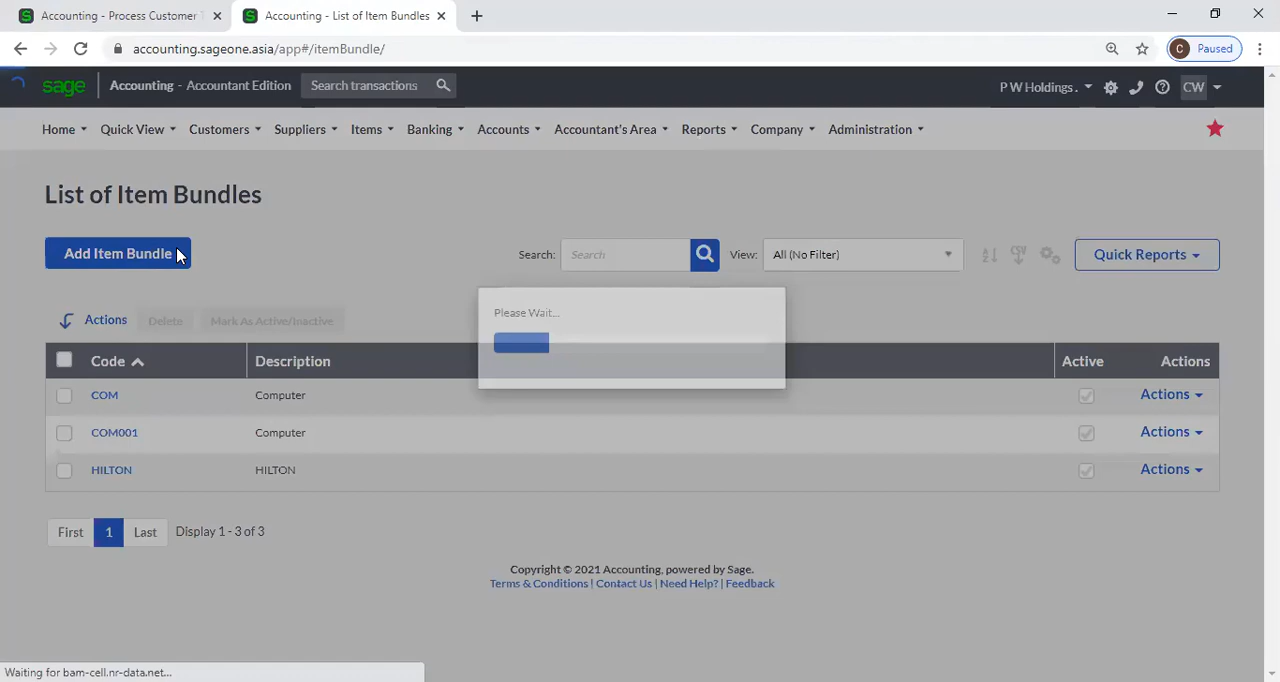 Accounting - Process Customer T
Accounting - List of Item Bundles
accounting.sageone.asia/app#/itemBundle/
C Paused
sage Accounting - Accountant Edition Search transactions P W Holdings . CW
Home Quick View Customers Suppliers Items Banking Accounts Accountant's Area Reports Company Administration
List of Item Bundles
Add Item Bundle Search: Search View: All (No Filter) CSV Quick Reports
Please Wait...
Actions Delete Mark As Active/Inactive
Code Description Active Actions
COM Computer Actions
COM001 Computer Actions
HILTON HILTON Actions
First 1 Last Display 1 - 3 of 3
Copyright © 2021 Accounting, powered by Sage.
Terms & Conditions | Contact Us | Need Help? | Feedback
Waiting for bam-cell.nr-data.net...